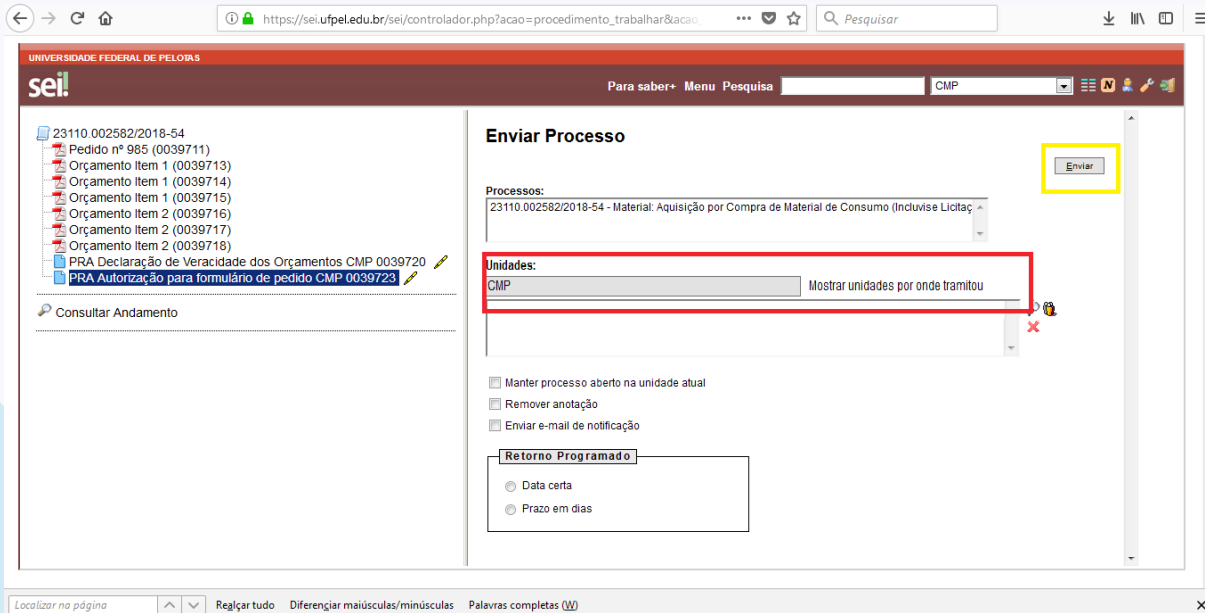 https://sei.ufpel.edu.br/sei/controlador.php?acao=procedimento_trabalhar&acao_
Pesquisar
UNIVERSIDADE FEDERAL DE PELOTAS
sei!
Para saber+ Menu Pesquisa
CMP
N
23110.002582/2018-54
Pedido nº 985 (0039711)
Orçamento Item 1 (0039713)
Orçamento Item 1 (0039714)
Orçamento Item 1 (0039715)
Orçamento Item 2 (0039716)
Orçamento Item 2 (0039717)
Orçamento Item 2 (0039718)
PRA Declaração de Veracidade dos Orçamentos CMP 0039720
PRA Autorização para formulário de pedido CMP 0039723
Consultar Andamento
Enviar Processo
Enviar
Processos:
23110.002582/2018-54 - Material: Aquisição por Compra de Material de Consumo (Incluvise Licitaç
Unidades:
CMP
Mostrar unidades por onde tramitou
Manter processo aberto na unidade atual
Remover anotação
Enviar e-mail de notificação
Retorno Programado
Data certa
Prazo em dias
Localizar na página
Realçar tudo
Diferençiar maiúsculas/minúsculas
Palavras completas (W)